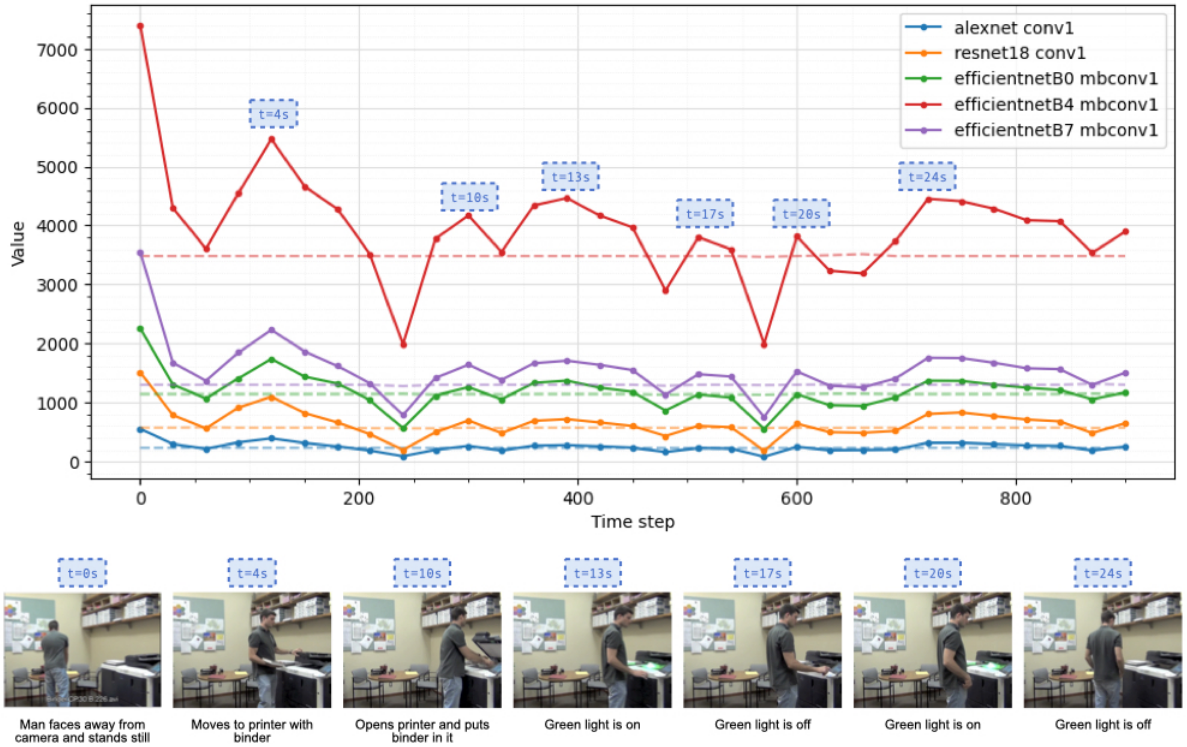 alexnet conv1
resnet18 conv1
efficientnetB0 mbconv1
efficientnetB4 mbconv1
efficientnetB7 mbconv1
7000
6000
5000
4000
3000
2000
1000
0
Value
t=4s
t=10s
t=13s
t=17s
t=20s
t=24s
0 200 400 600 800
Time step
t=0s t=4s t=10s t=13s t=17s t=20s t=24s
Man faces away from
camera and stands still
Moves to printer with
binder
Opens printer and puts
binder in it
Green light is on
Green light is off
Green light is on
Green light is off